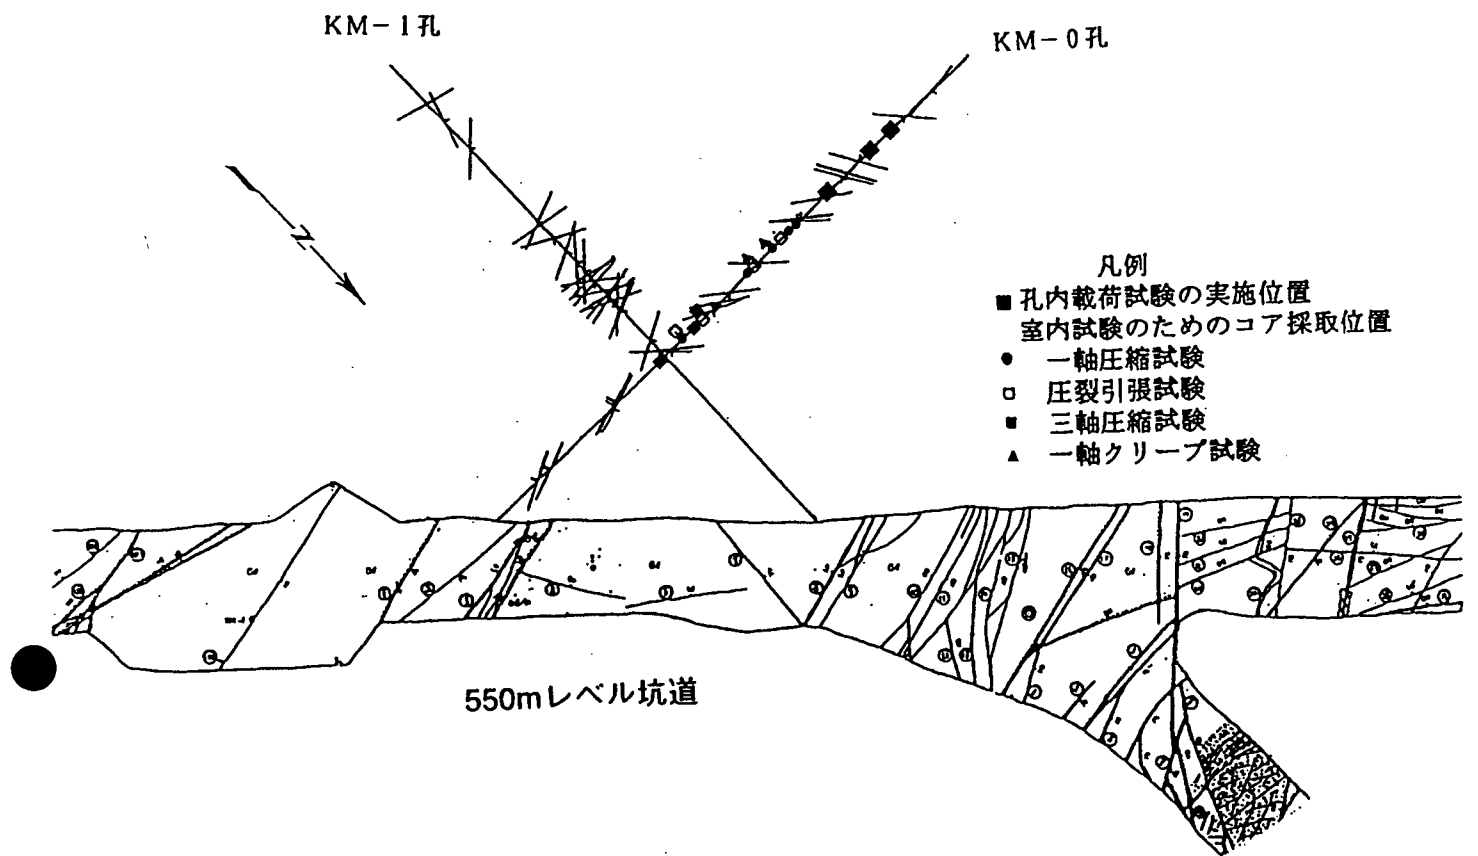 KM-1孔
KM-0孔
N
凡例
■ 孔内載荷試験の実施位置
室内試験のためのコア採取位置
● 一軸圧縮試験
□ 圧裂引張試験
■ 三軸圧縮試験
▲ 一軸クリープ試験
550mレベル坑道